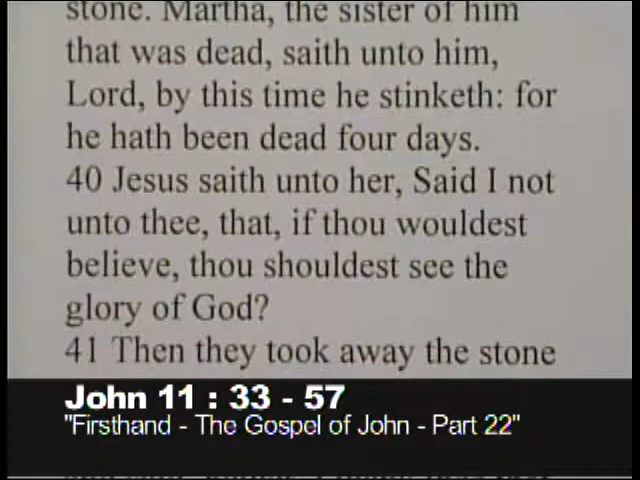 stone. Martha, the sister of him
that was dead, saith unto him,
Lord, by this time he stinketh: for
he hath been dead four days.
40 Jesus saith unto her, Said I not
unto thee, that, if thou wouldest
believe, thou shouldest see the
glory of God?
41 Then they took away the stone
John 11 : 33 - 57
"Firsthand - The Gospel of John - Part 22"